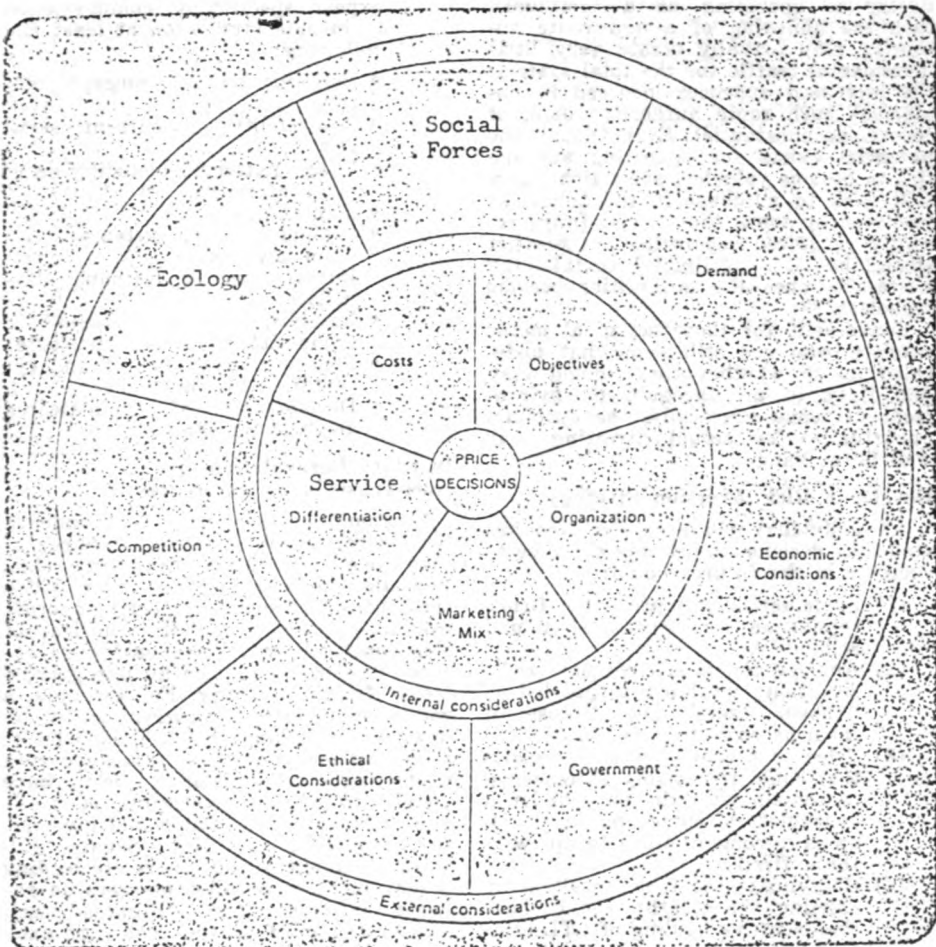 Social
Forces
Ecology
Demand
Costs
Objectives
PRICE
DECISIONS
Service
Differentiation
Organization
Competition
Economic
Conditions
Marketing
Mix
Internal considerations
Ethical
Considerations
Government
External considerations